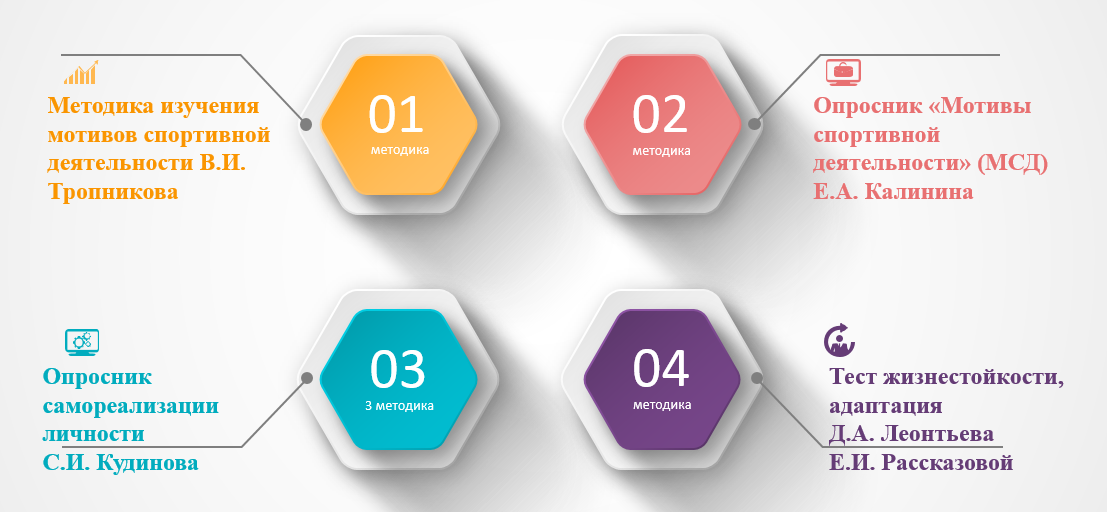 Методика изучения
мотивов спортивной
деятельности В.И.
Тропникова
01
методика
02
методика
Опросник «Мотивы
спортивной
деятельности» (МСД)
Е.А. Калинина
Опросник
самореализации
личности
С.И. Кудинова
03
3 методика
04
методика
Тест жизнестойкости,
адаптация
Д.А. Леонтьева
Е.И. Рассказовой